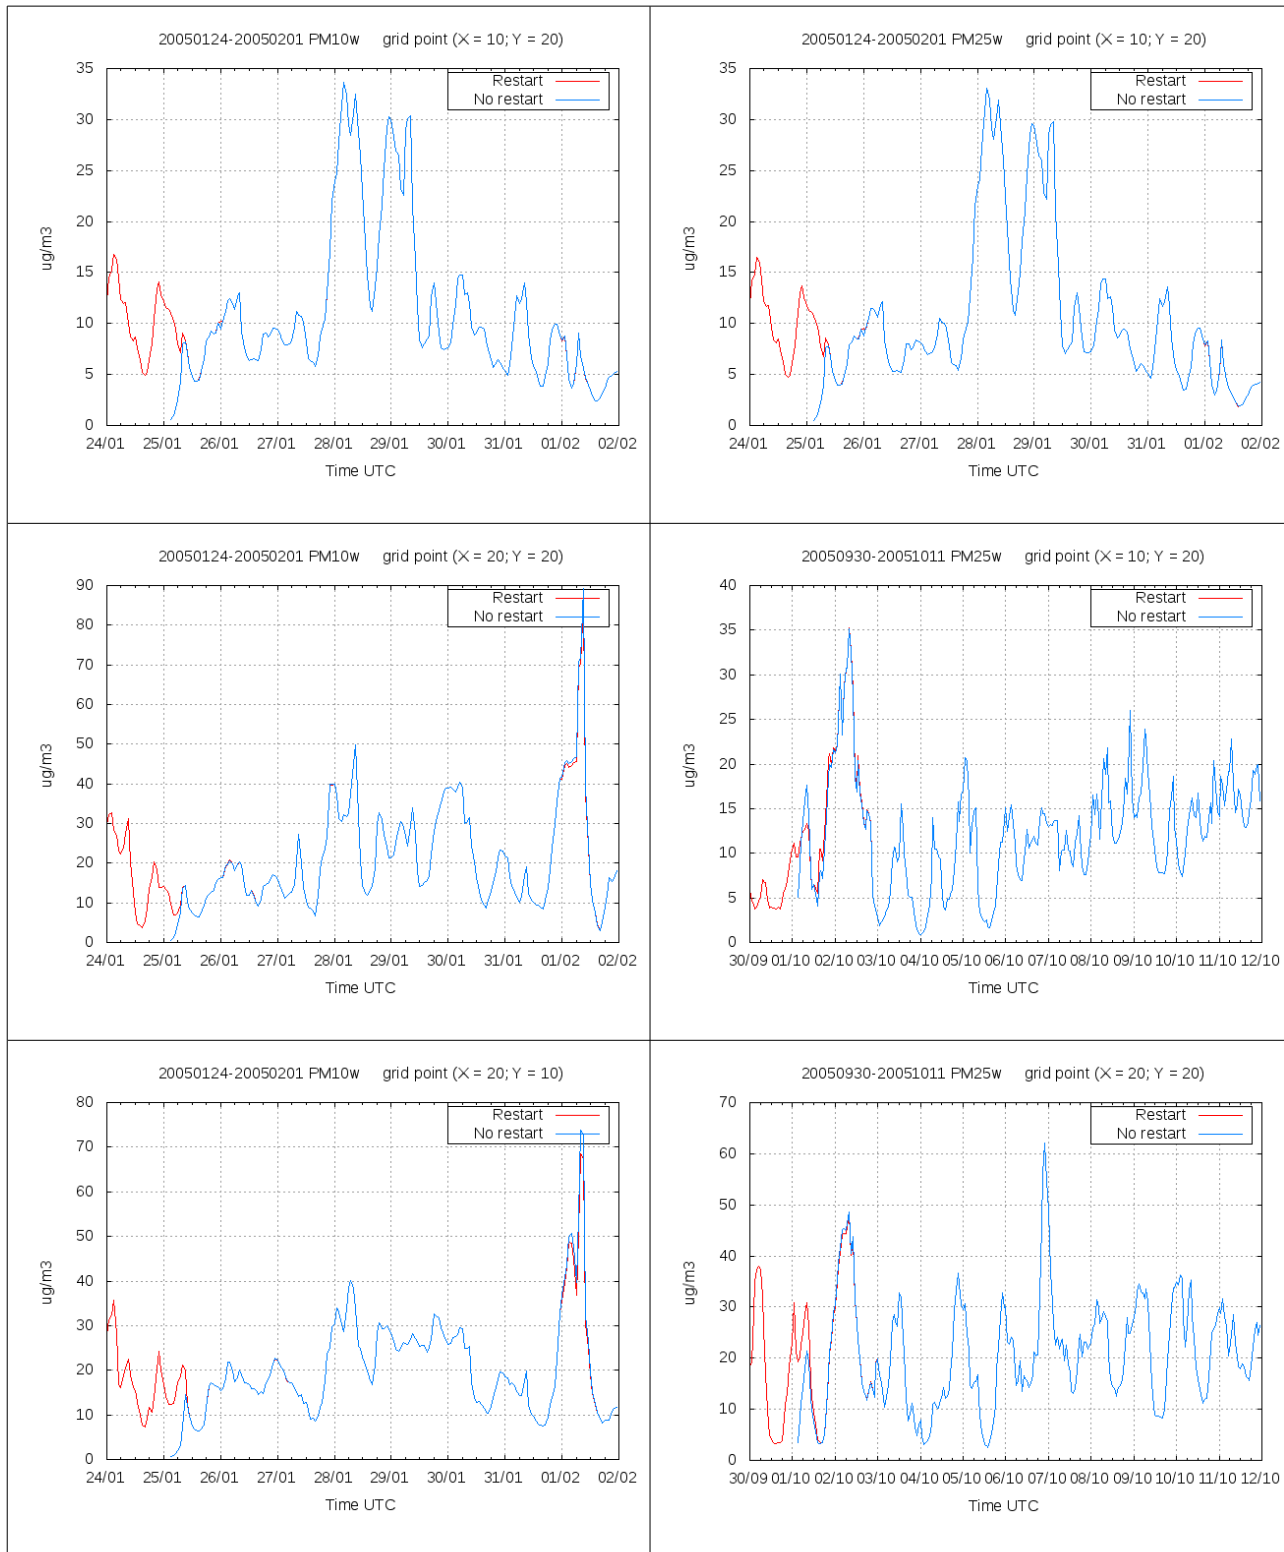 20050124-20050201 PM10w grid point (X = 10; Y = 20)
Restart
No restart
35
30
25
20
15
10
5
0
ug/m3
24/01 25/01 26/01 27/01 28/01 29/01 30/01 31/01 01/02 02/02
Time UTC
20050124-20050201 PM25w grid point (X = 10; Y = 20)
Restart
No restart
35
30
25
20
15
10
5
0
ug/m3
24/01 25/01 26/01 27/01 28/01 29/01 30/01 31/01 01/02 02/02
Time UTC
20050124-20050201 PM10w grid point (X = 20; Y = 20)
Restart
No restart
90
80
70
60
50
40
30
20
10
0
ug/m3
24/01 25/01 26/01 27/01 28/01 29/01 30/01 31/01 01/02 02/02
Time UTC
20050930-20051011 PM25w grid point (X = 10; Y = 20)
Restart
No restart
40
35
30
25
20
15
10
5
0
ug/m3
30/09 01/10 02/10 03/10 04/10 05/10 06/10 07/10 08/10 09/10 10/10 11/10 12/10
Time UTC
20050124-20050201 PM10w grid point (X = 20; Y = 10)
Restart
No restart
80
70
60
50
40
30
20
10
0
ug/m3
24/01 25/01 26/01 27/01 28/01 29/01 30/01 31/01 01/02 02/02
Time UTC
20050930-20051011 PM25w grid point (X = 20; Y = 20)
Restart
No restart
70
60
50
40
30
20
10
0
ug/m3
30/09 01/10 02/10 03/10 04/10 05/10 06/10 07/10 08/10 09/10 10/10 11/10 12/10
Time UTC